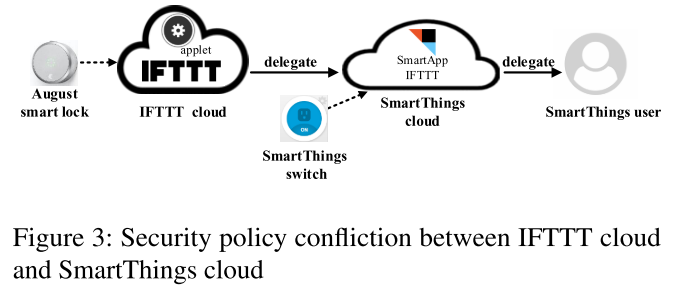 applet
IFTTT
delegate
SmartApp
IFTTT
delegate
August
smart lock
IFTTT cloud
SmartThings
cloud
SmartThings user
ON
SmartThings
switch
Figure 3: Security policy confliction between IFTTT cloud
and SmartThings cloud